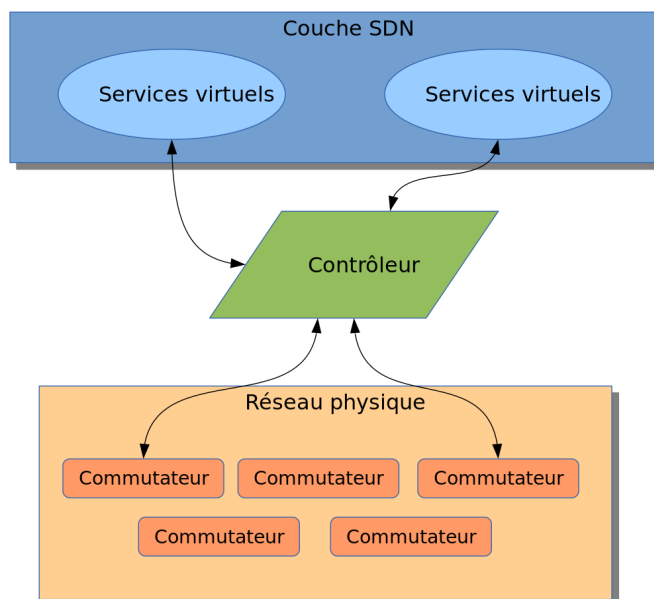 Couche SDN
Services virtuels
Services virtuels
Contrôleur
Réseau physique
Commutateur
Commutateur
Commutateur
Commutateur
Commutateur